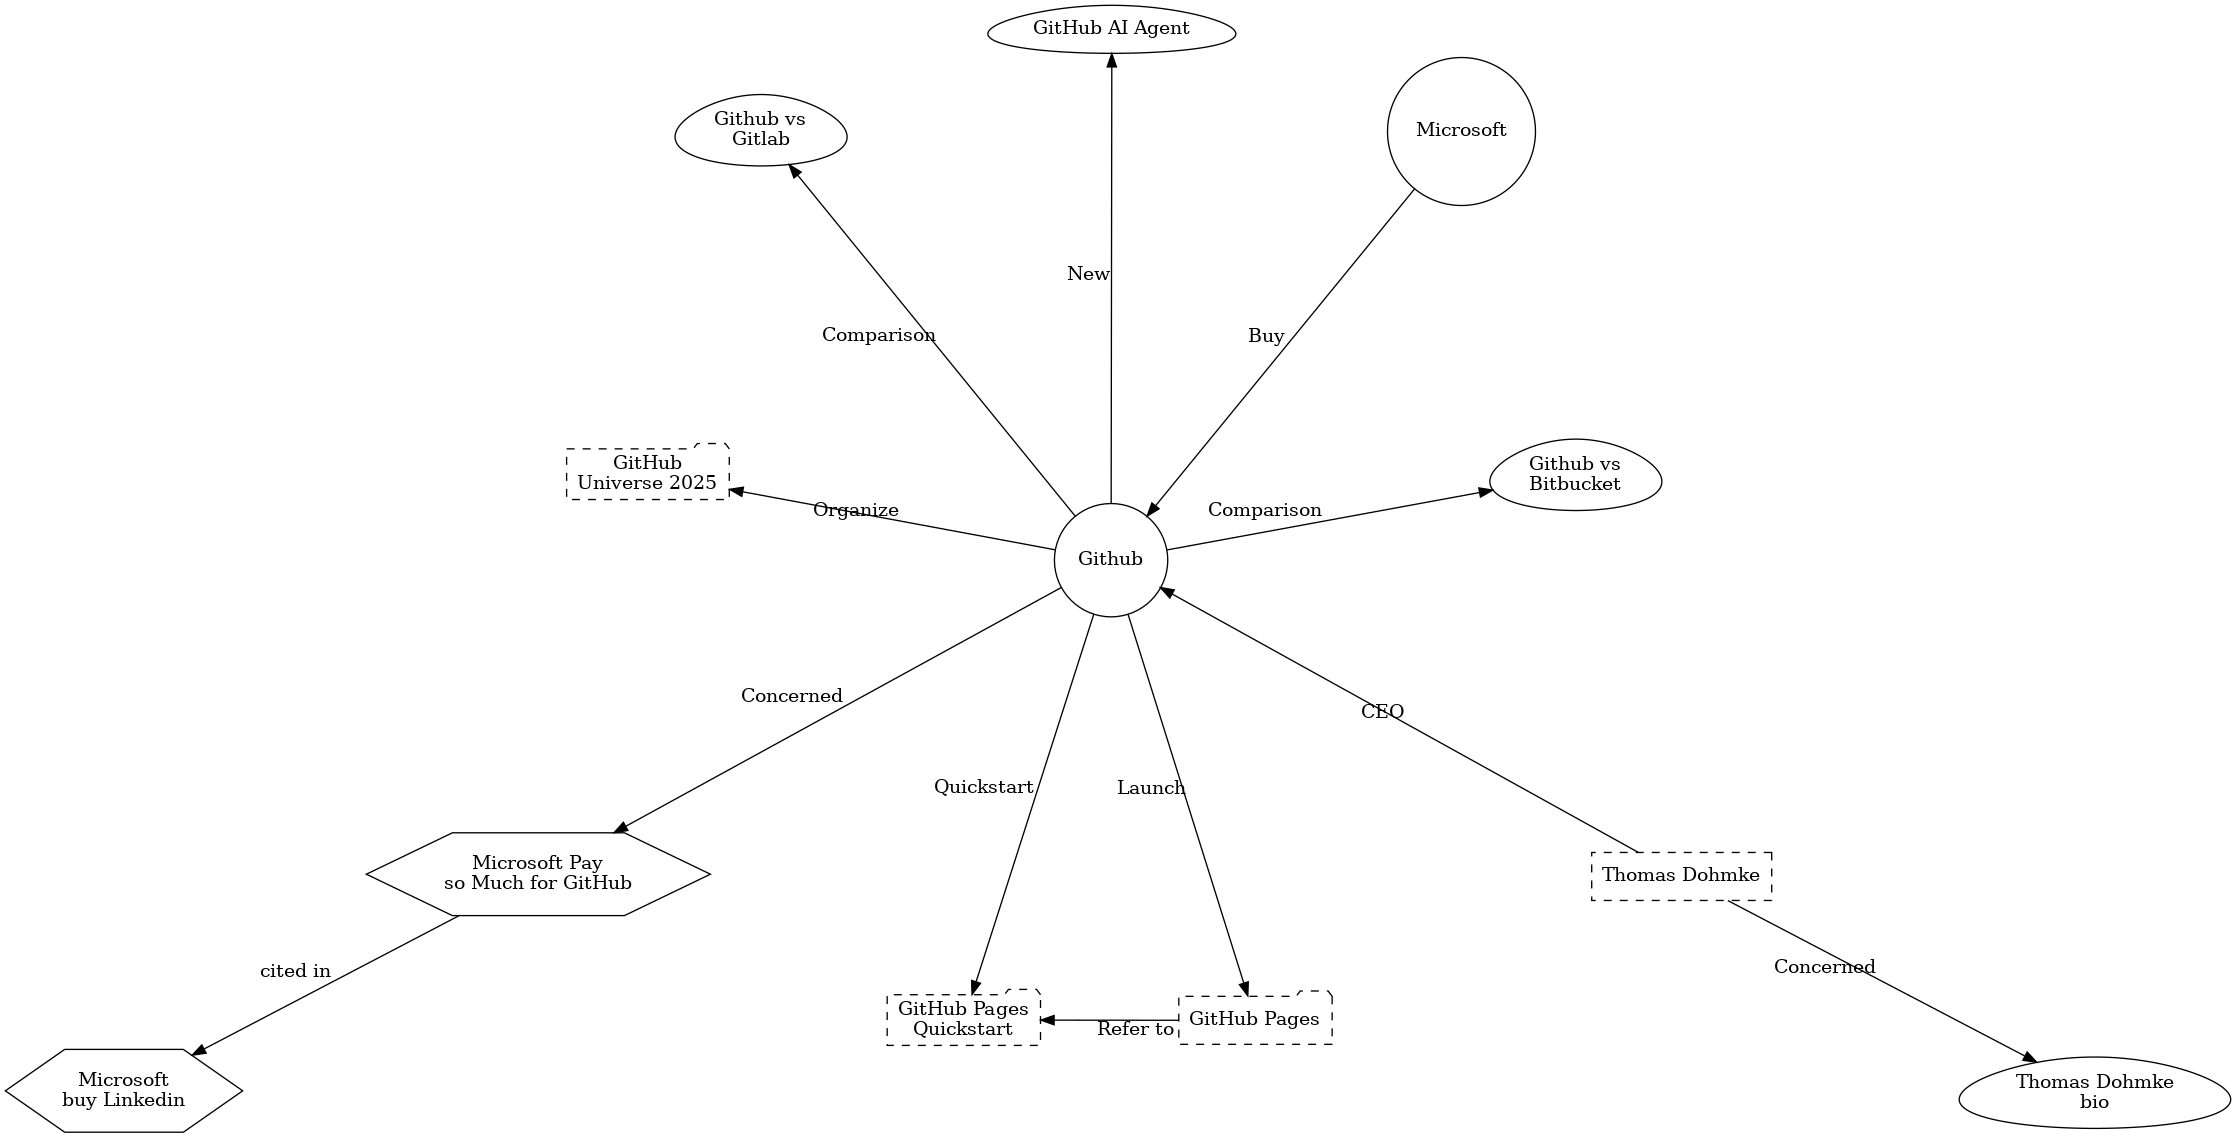 GitHub AI Agent
Github vs
Gitlab
Microsoft
New
Comparison
Buy
GitHub
Universe 2025
Github vs
Bitbucket
Organize
Comparison
Github
Concerned
CEO
Quickstart
Launch
Microsoft Pay
so Much for GitHub
Thomas Dohmke
cited in
Concerned
GitHub Pages
Quickstart
Refer to
GitHub Pages
Microsoft
buy Linkedin
Thomas Dohmke
bio